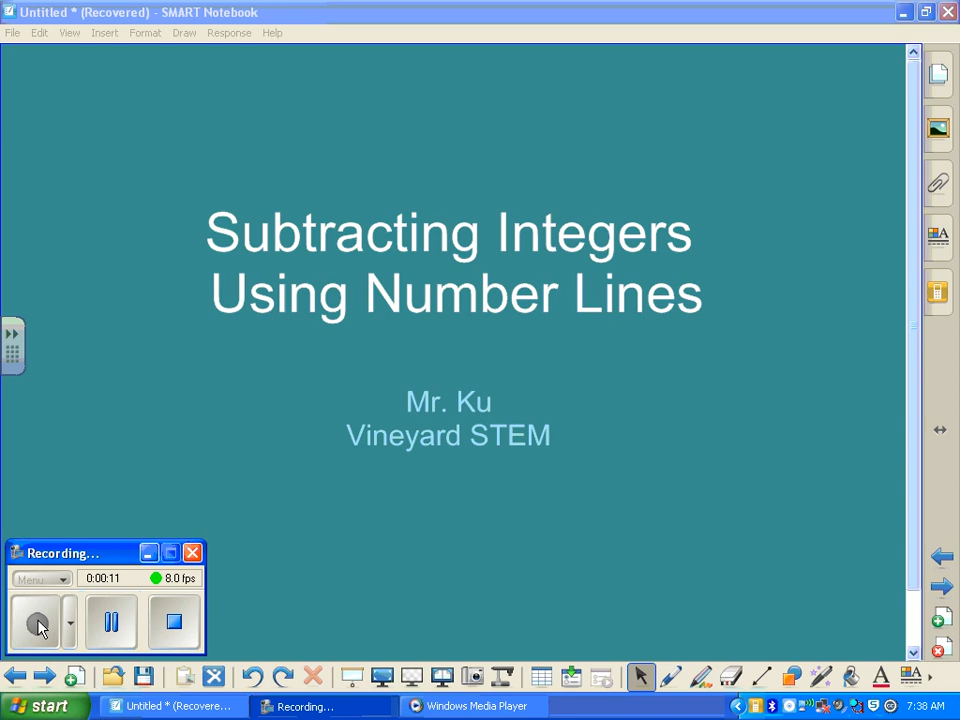 Untitled * (Recovered) - SMART Notebook
File Edit View Insert Format Draw Response Help
Subtracting Integers
Using Number Lines
Mr. Ku
Vineyard STEM
Recording...
Menu 0:00:11 8.0 fps
start Untitled * (Recovere... Recording... Windows Media Player 7:38 AM